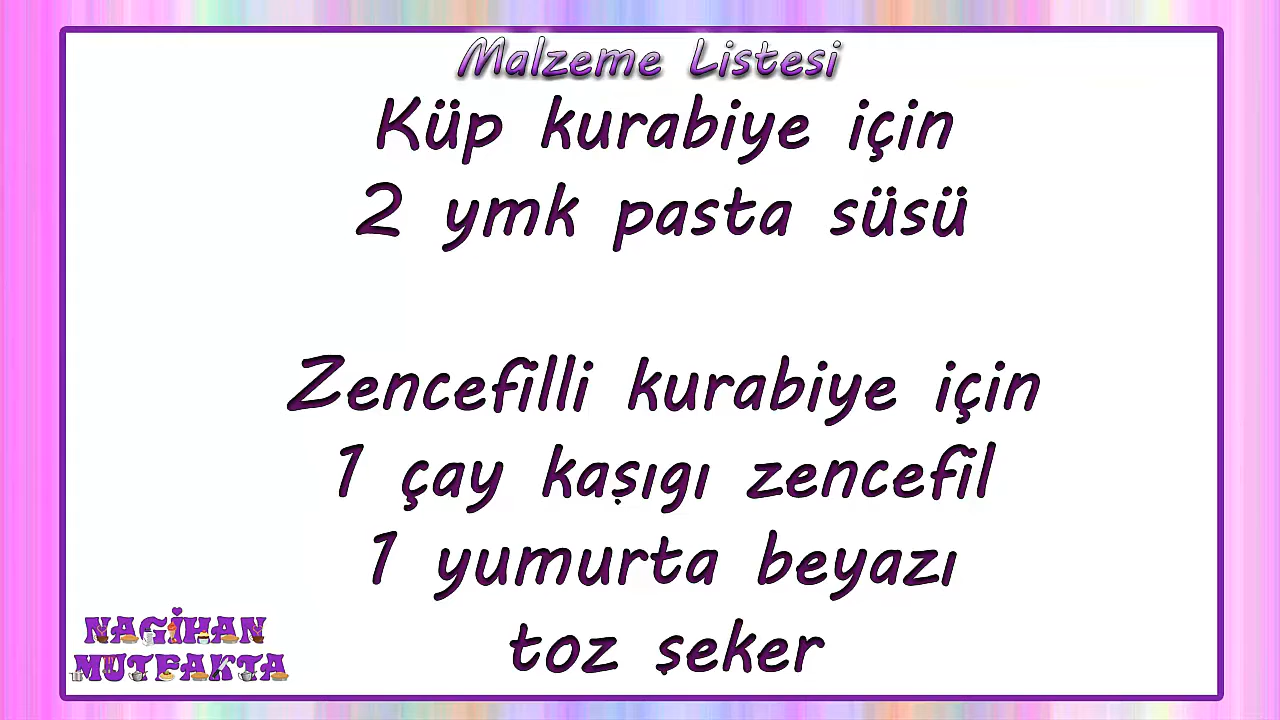 Malzeme Listesi
Küp kurabiye için
2 ymk pasta süsü
Zencefilli kurabiye için
1 çay kaşıgı zencefil
1 yumurta beyazı
toz şeker
NAGİHAN
MUTFAKTA